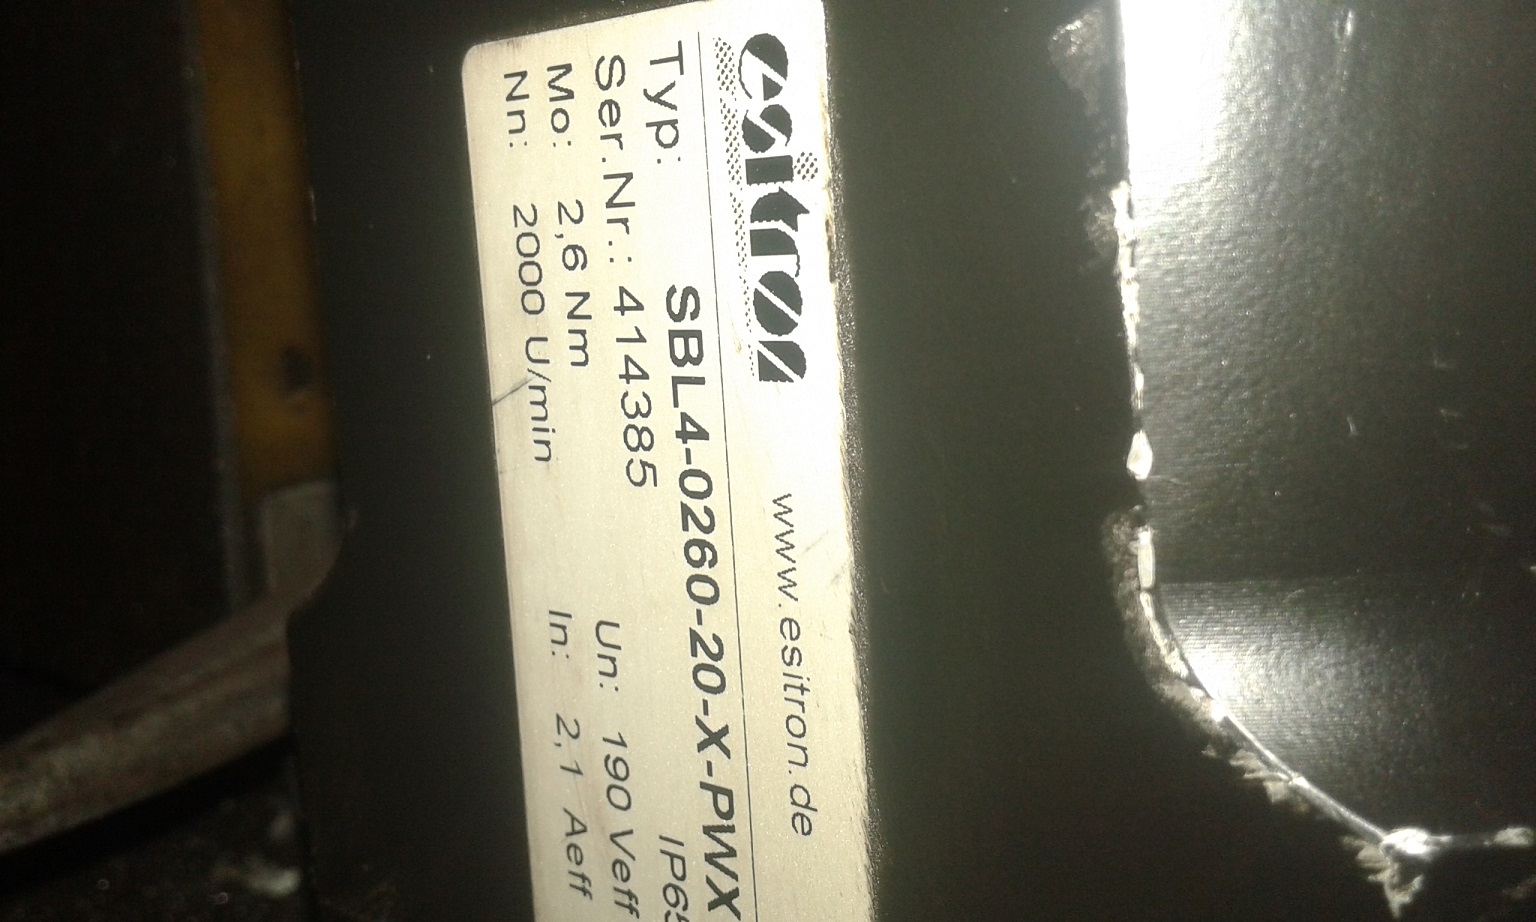 esitron www.esitron.de
Typ: SBL4-0260-20-X-PWX
Ser.Nr.: 414385 IP65
Mo: 2,6 Nm Un: 190 Veff
Nn: 2000 U/min In: 2,1 Aeff